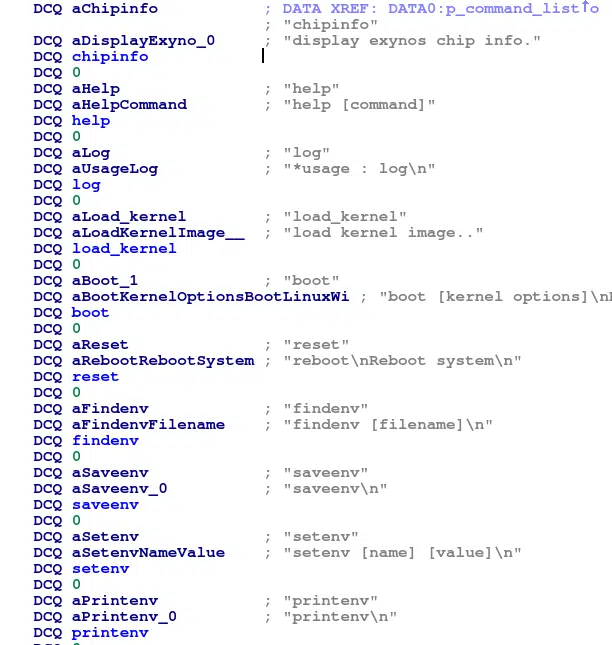 DCQ aChipinfo ; DATA XREF: DATA0:p_command_list↑o
; "chipinfo"
DCQ aDisplayExyno_0 ; "display exynos chip info."
DCQ chipinfo
DCQ 0
DCQ aHelp ; "help"
DCQ aHelpCommand ; "help [command]"
DCQ help
DCQ 0
DCQ aLog ; "log"
DCQ aUsageLog ; "*usage : log\n"
DCQ log
DCQ 0
DCQ aLoad_kernel ; "load_kernel"
DCQ aLoadKernelImage__ ; "load kernel image.."
DCQ load_kernel
DCQ 0
DCQ aBoot_1 ; "boot"
DCQ aBootKernelOptionsBootLinuxWi ; "boot [kernel options]\n
DCQ boot
DCQ 0
DCQ aReset ; "reset"
DCQ aRebootRebootSystem ; "reboot\nReboot system\n"
DCQ reset
DCQ 0
DCQ aFindenv ; "findenv"
DCQ aFindenvFilename ; "findenv [filename]\n"
DCQ findenv
DCQ 0
DCQ aSaveenv ; "saveenv"
DCQ aSaveenv_0 ; "saveenv\n"
DCQ saveenv
DCQ 0
DCQ aSetenv ; "setenv"
DCQ aSetenvNameValue ; "setenv [name] [value]\n"
DCQ setenv
DCQ 0
DCQ aPrintenv ; "printenv"
DCQ aPrintenv_0 ; "printenv\n"
DCQ printenv